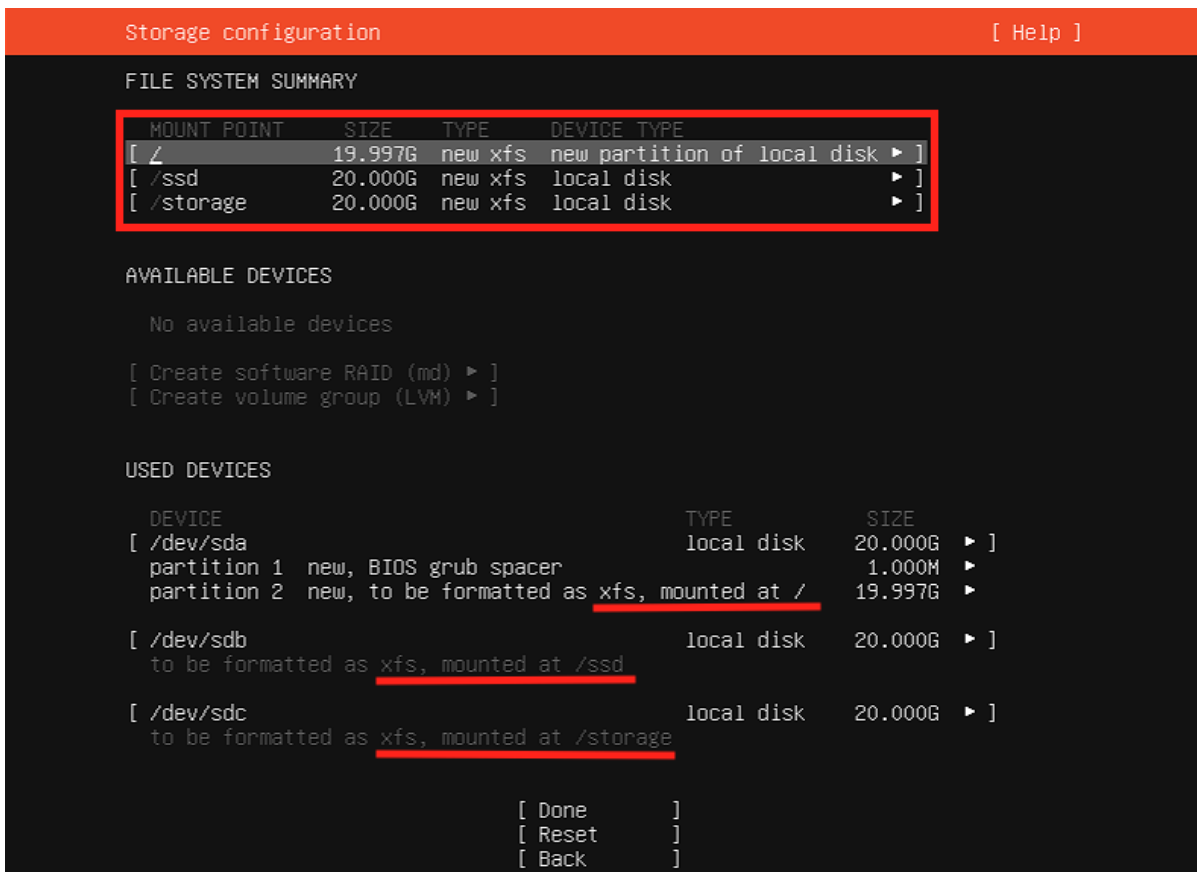 Storage configuration [ Help ]
FILE SYSTEM SUMMARY
MOUNT POINT SIZE TYPE DEVICE TYPE
[ / 19.997G new xfs new partition of local disk ▸ ]
[ /ssd 20.000G new xfs local disk ▸ ]
[ /storage 20.000G new xfs local disk ▸ ]
AVAILABLE DEVICES
No available devices
[ Create software RAID (md) ▸ ]
[ Create volume group (LVM) ▸ ]
USED DEVICES
DEVICE TYPE SIZE
[ /dev/sda local disk 20.000G ▸ ]
partition 1 new, BIOS grub spacer 1.000M ▸
partition 2 new, to be formatted as xfs, mounted at / 19.997G ▸
[ /dev/sdb local disk 20.000G ▸ ]
to be formatted as xfs, mounted at /ssd
[ /dev/sdc local disk 20.000G ▸ ]
to be formatted as xfs, mounted at /storage
[ Done ]
[ Reset ]
[ Back ]